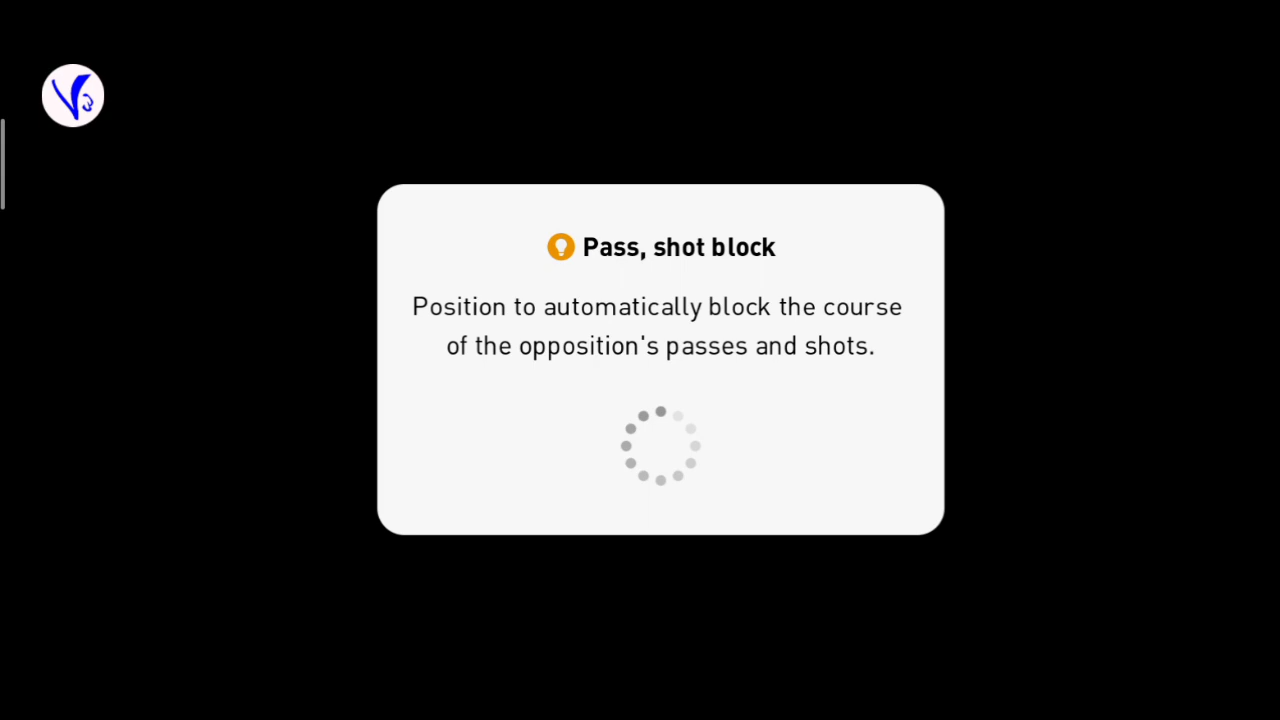 Pass, shot block
Position to automatically block the course
of the opposition's passes and shots.